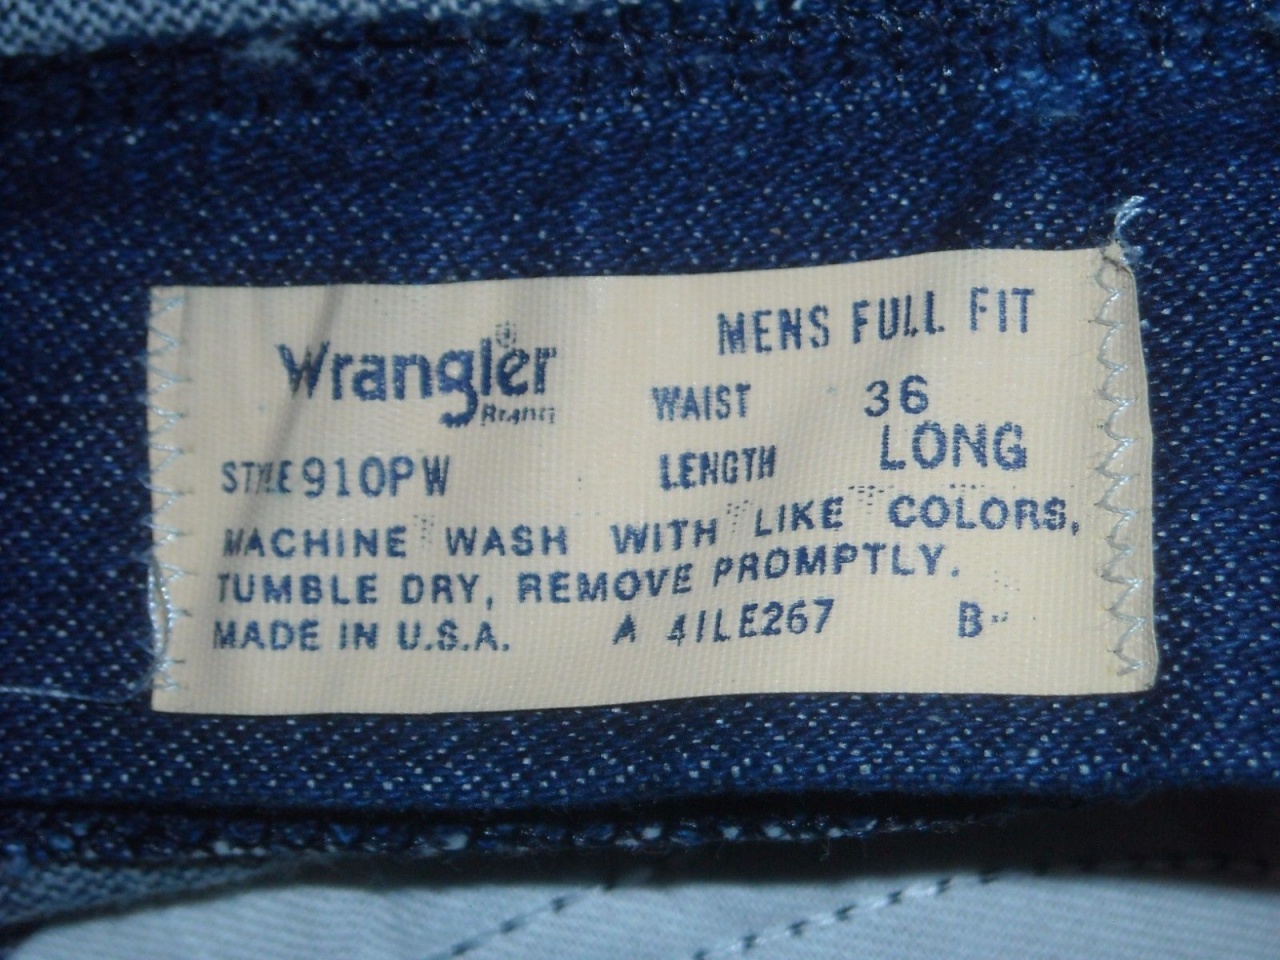 MENS FULL FIT
Wrangler®
Brand
WAIST 36
STYLE 910PW LENGTH LONG
MACHINE WASH WITH LIKE COLORS,
TUMBLE DRY, REMOVE PROMPTLY.
MADE IN U.S.A. A 41LE267 B